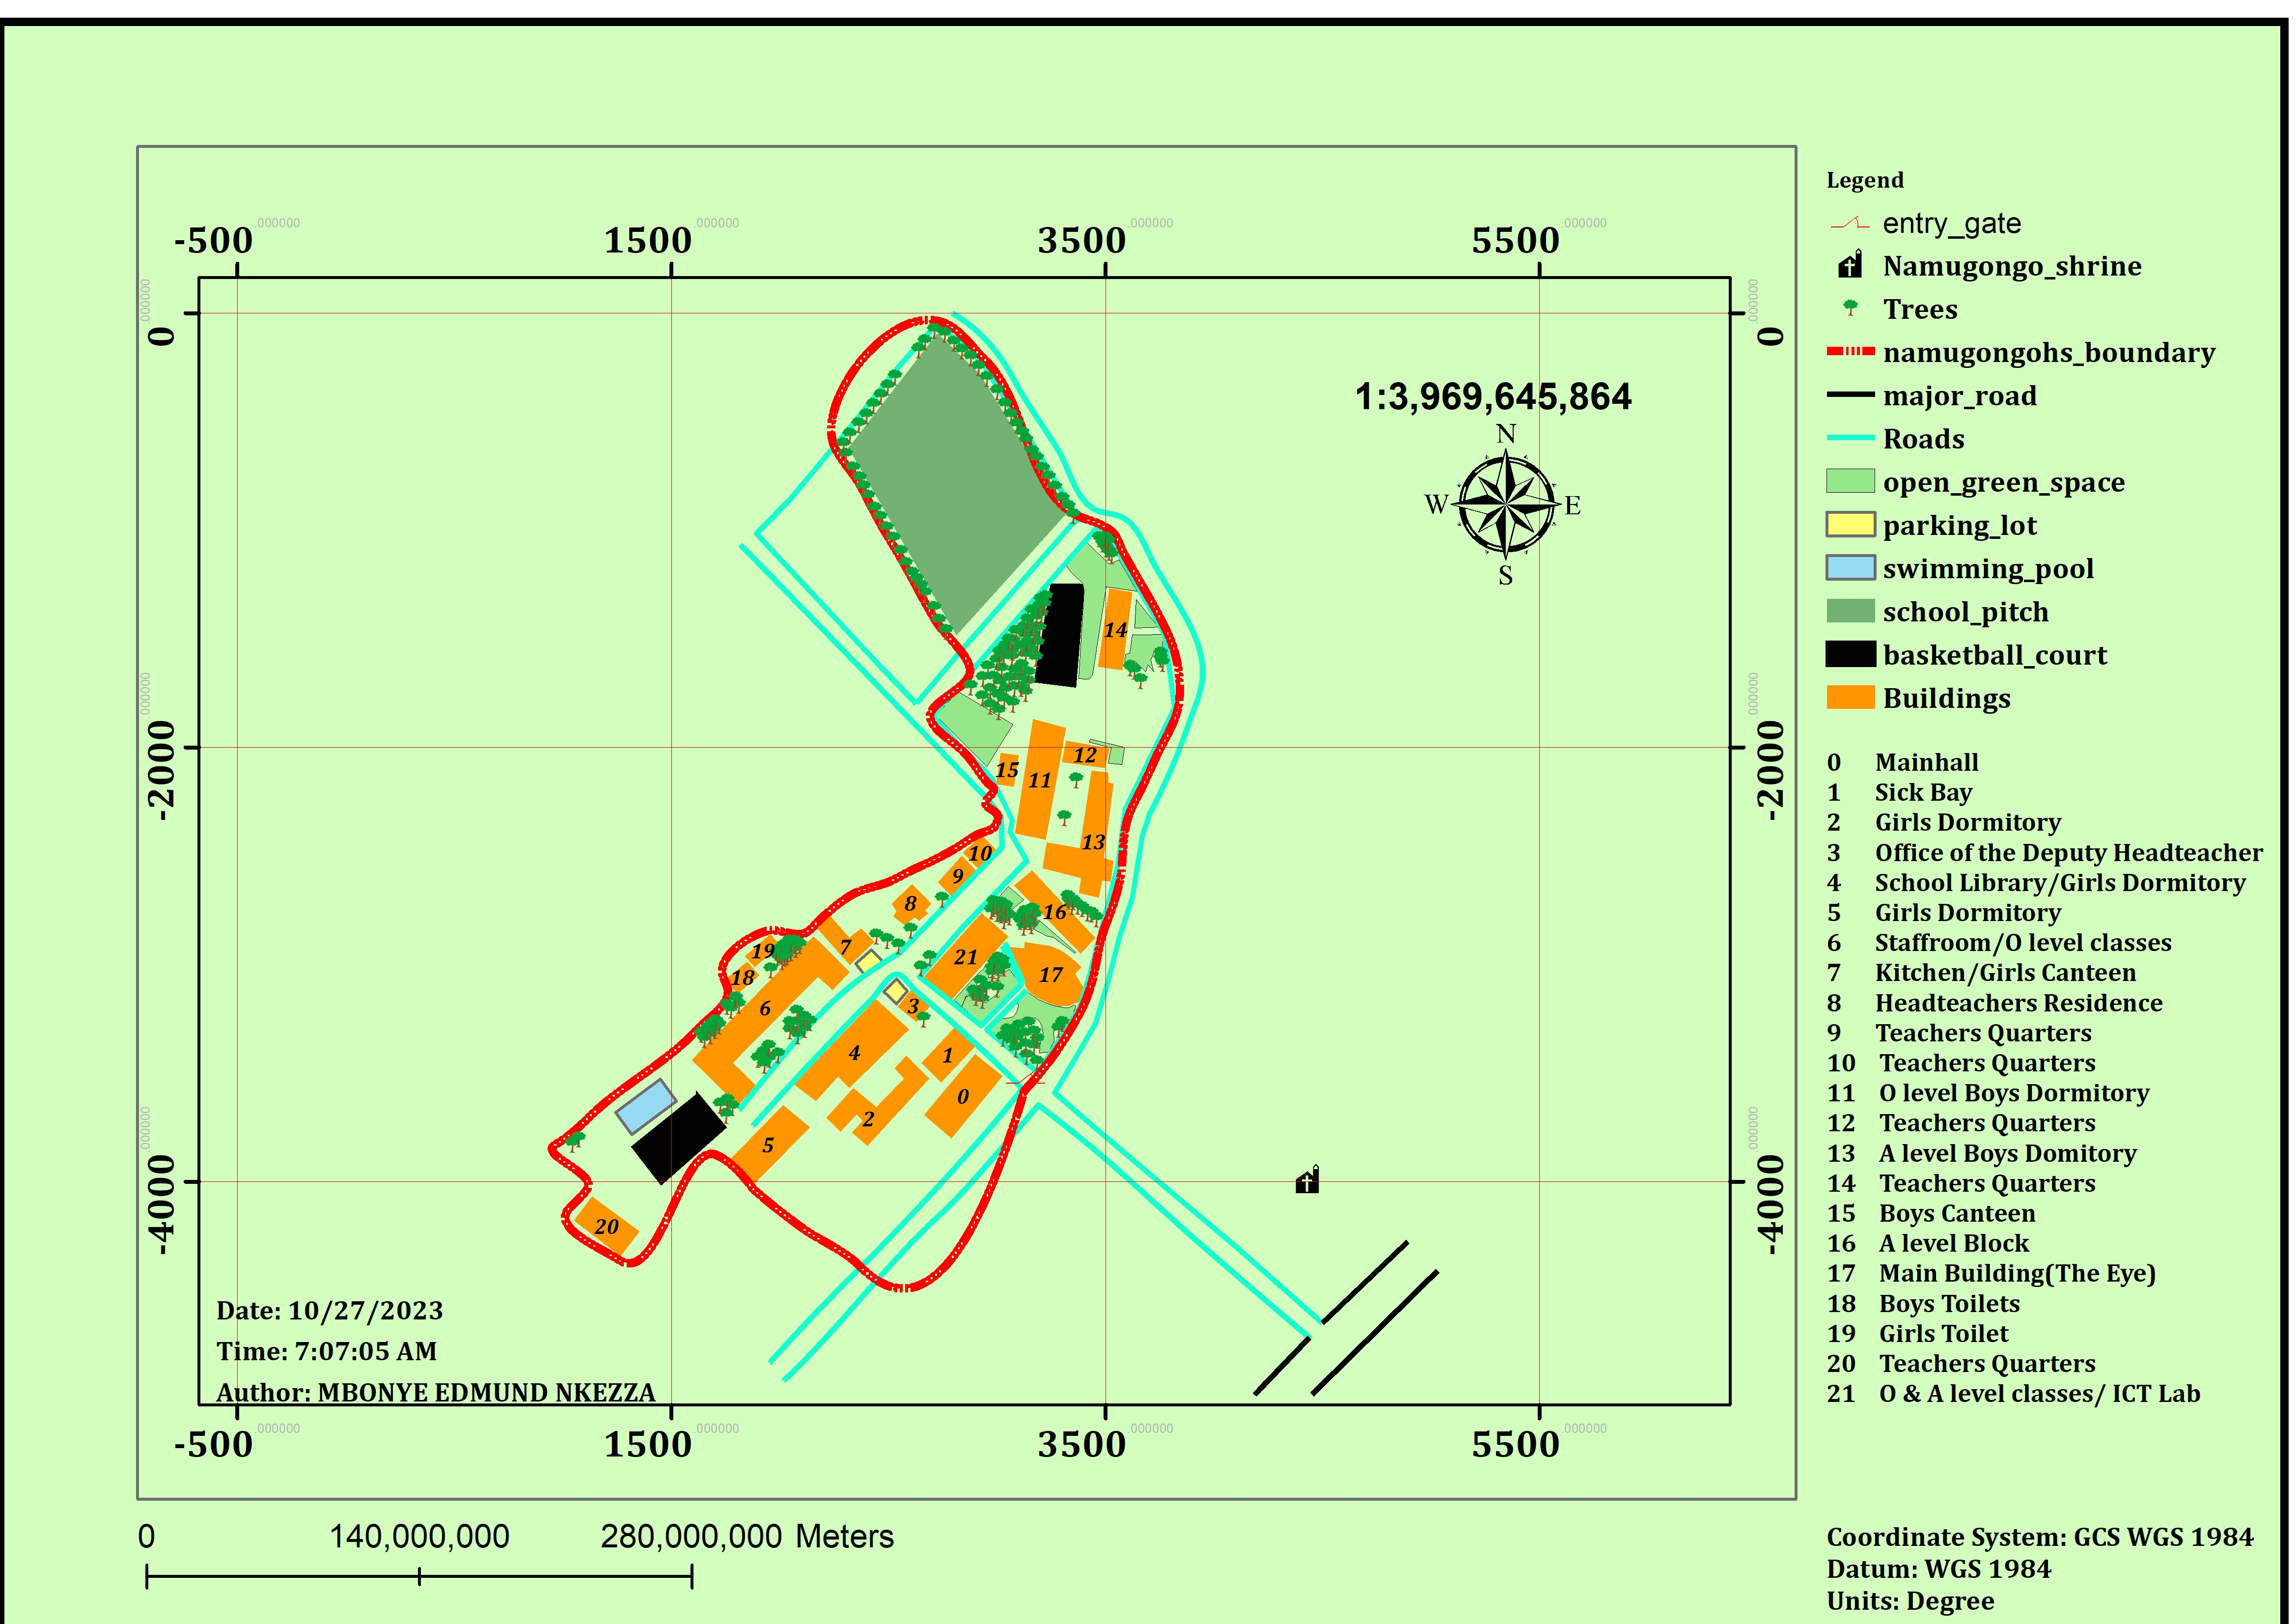 -500.000000 1500.000000 3500.000000 5500.000000
0.000000
-2000.000000
-4000.000000
0.000000
-2000.000000
-4000.000000
1:3,969,645,864
N
W E
S
14
12
15
11
13
10
9
8
16
7
21
19
18
17
6
3
4
1
0
2
5
20
Date: 10/27/2023
Time: 7:07:05 AM
Author: MBONYE EDMUND NKEZZA
-500.000000 1500.000000 3500.000000 5500.000000
0 140,000,000 280,000,000 Meters
Legend
entry_gate
Namugongo_shrine
Trees
namugongohs_boundary
major_road
Roads
open_green_space
parking_lot
swimming_pool
school_pitch
basketball_court
Buildings
0 Mainhall
1 Sick Bay
2 Girls Dormitory
3 Office of the Deputy Headteacher
4 School Library/Girls Dormitory
5 Girls Dormitory
6 Staffroom/O level classes
7 Kitchen/Girls Canteen
8 Headteachers Residence
9 Teachers Quarters
10 Teachers Quarters
11 O level Boys Dormitory
12 Teachers Quarters
13 A level Boys Domitory
14 Teachers Quarters
15 Boys Canteen
16 A level Block
17 Main Building(The Eye)
18 Boys Toilets
19 Girls Toilet
20 Teachers Quarters
21 O & A level classes/ ICT Lab
Coordinate System: GCS WGS 1984
Datum: WGS 1984
Units: Degree